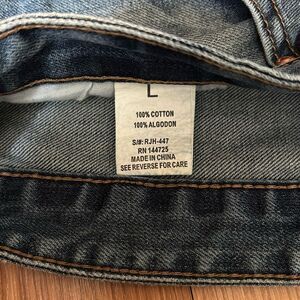 L
100% COTTON
100% ALGODON
S/#: RJH-447
RN 144725
MADE IN CHINA
SEE REVERSE FOR CARE